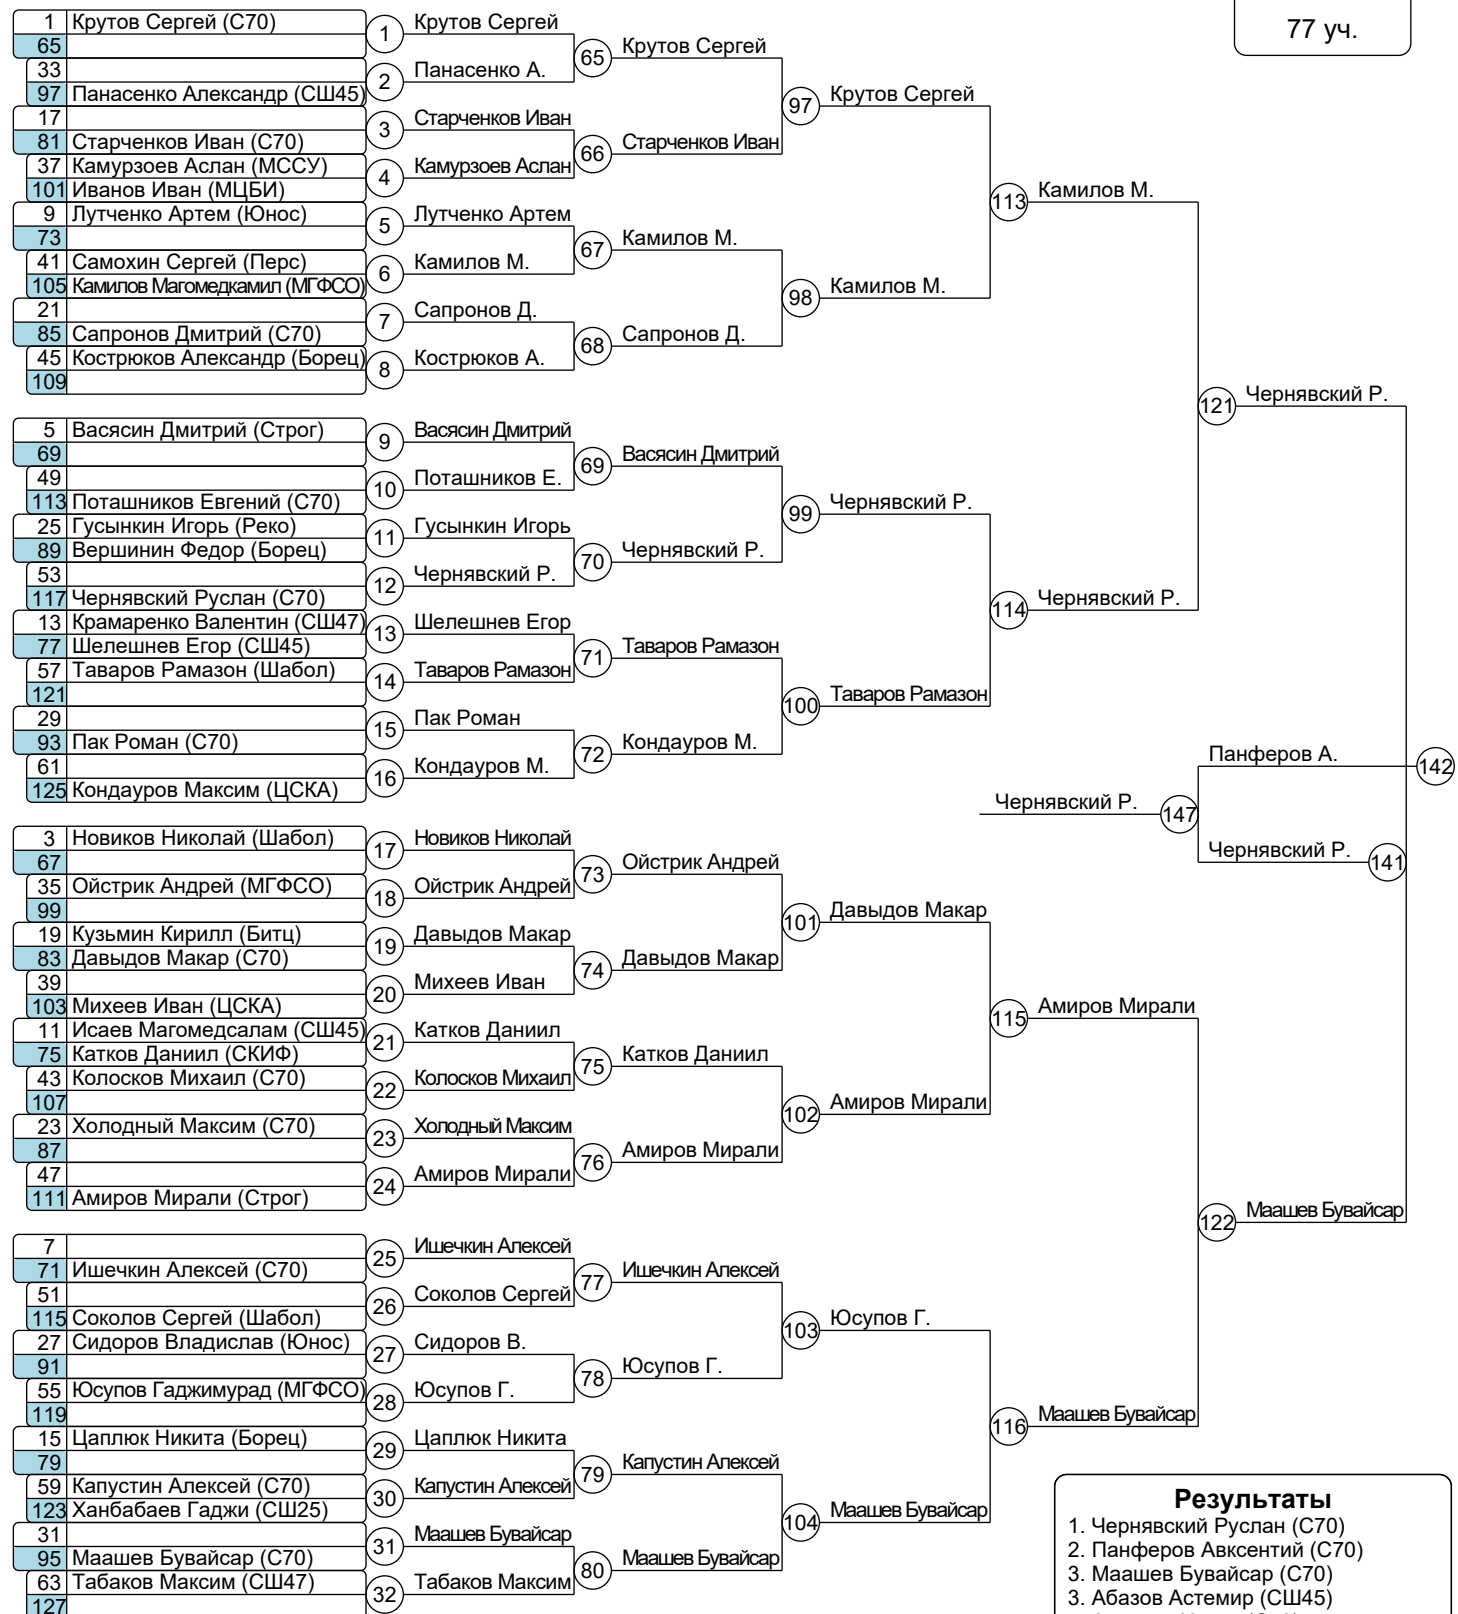 77 уч.
1 Крутов Сергей (С70)
65
33
97 Панасенко Александр (СШ45)
17
81 Старченков Иван (С70)
37 Камурзоев Аслан (МССУ)
101 Иванов Иван (МЦБИ)
9 Лутченко Артем (Юнос)
73
41 Самохин Сергей (Перс)
105 Камилов Магомедкамил (МГФСО)
21
85 Сапронов Дмитрий (С70)
45 Кострюков Александр (Борец)
109
5 Васясин Дмитрий (Строг)
69
49
113 Поташников Евгений (С70)
25 Гусынкин Игорь (Реко)
89 Вершинин Федор (Борец)
53
117 Чернявский Руслан (С70)
13 Крамаренко Валентин (СШ47)
77 Шелешнев Егор (СШ45)
57 Таваров Рамазон (Шабол)
121
29
93 Пак Роман (С70)
61
125 Кондауров Максим (ЦСКА)
3 Новиков Николай (Шабол)
67
35 Ойстрик Андрей (МГФСО)
99
19 Кузьмин Кирилл (Битц)
83 Давыдов Макар (С70)
39
103 Михеев Иван (ЦСКА)
11 Исаев Магомедсалам (СШ45)
75 Катков Даниил (СКИФ)
43 Колосков Михаил (С70)
107
23 Холодный Максим (С70)
87
47
111 Амиров Мирали (Строг)
7
71 Ишечкин Алексей (С70)
51
115 Соколов Сергей (Шабол)
27 Сидоров Владислав (Юнос)
91
55 Юсупов Гаджимурад (МГФСО)
119
15 Цаплюк Никита (Борец)
79
59 Капустин Алексей (С70)
123 Ханбабаев Гаджи (СШ25)
31
95 Маашев Бувайсар (С70)
63 Табаков Максим (СШ47)
127
1 Крутов Сергей
2 Панасенко А.
3 Старченков Иван
4 Камурзоев Аслан
5 Лутченко Артем
6 Камилов М.
7 Сапронов Д.
8 Кострюков А.
9 Васясин Дмитрий
10 Поташников Е.
11 Гусынкин Игорь
12 Чернявский Р.
13 Шелешнев Егор
14 Таваров Рамазон
15 Пак Роман
16 Кондауров М.
17 Новиков Николай
18 Ойстрик Андрей
19 Давыдов Макар
20 Михеев Иван
21 Катков Даниил
22 Колосков Михаил
23 Холодный Максим
24 Амиров Мирали
25 Ишечкин Алексей
26 Соколов Сергей
27 Сидоров В.
28 Юсупов Г.
29 Цаплюк Никита
30 Капустин Алексей
31 Маашев Бувайсар
32 Табаков Максим
65 Крутов Сергей
66 Старченков Иван
67 Камилов М.
68 Сапронов Д.
69 Васясин Дмитрий
70 Чернявский Р.
71 Таваров Рамазон
72 Кондауров М.
73 Ойстрик Андрей
74 Давыдов Макар
75 Катков Даниил
76 Амиров Мирали
77 Ишечкин Алексей
78 Юсупов Г.
79 Капустин Алексей
80 Маашев Бувайсар
97 Крутов Сергей
98 Камилов М.
99 Чернявский Р.
100 Таваров Рамазон
101 Давыдов Макар
102 Амиров Мирали
103 Юсупов Г.
104 Маашев Бувайсар
113 Камилов М.
114 Чернявский Р.
115 Амиров Мирали
116 Маашев Бувайсар
121 Чернявский Р.
122 Маашев Бувайсар
Панферов А. 142
Чернявский Р. 147
Чернявский Р. 141
Результаты
1. Чернявский Руслан (С70)
2. Панферов Авксентий (С70)
3. Маашев Бувайсар (С70)
3. Абазов Астемир (СШ45)